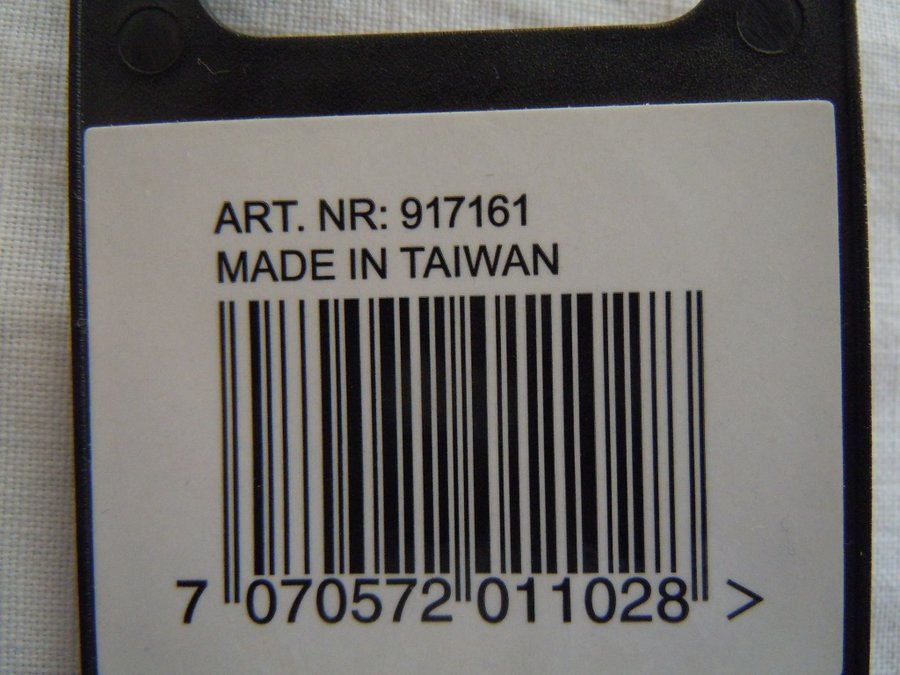 ART. NR: 917161
MADE IN TAIWAN
7 070572 011028 >